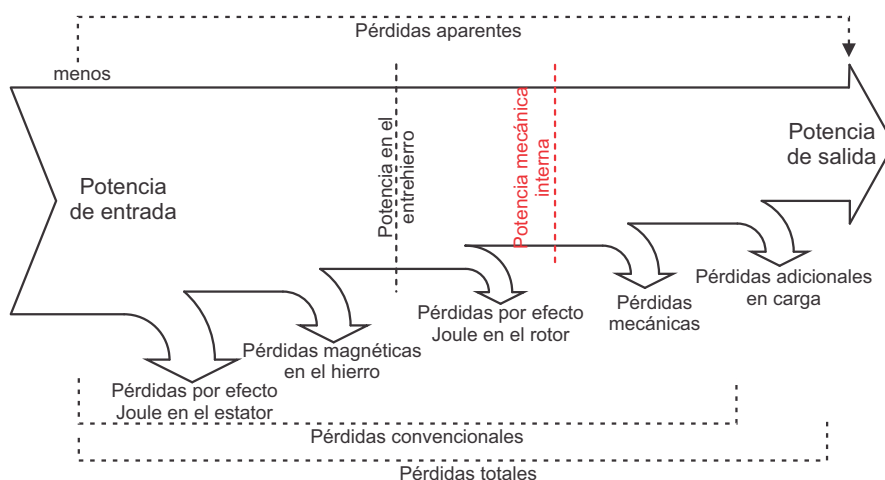 Pérdidas aparentes
menos
Potencia
de entrada
Potencia en el
entrehierro
Potencia mecánica
interna
Potencia
de salida
Pérdidas por efecto
Joule en el estator
Pérdidas magnéticas
en el hierro
Pérdidas por efecto
Joule en el rotor
Pérdidas
mecánicas
Pérdidas adicionales
en carga
Pérdidas convencionales
Pérdidas totales